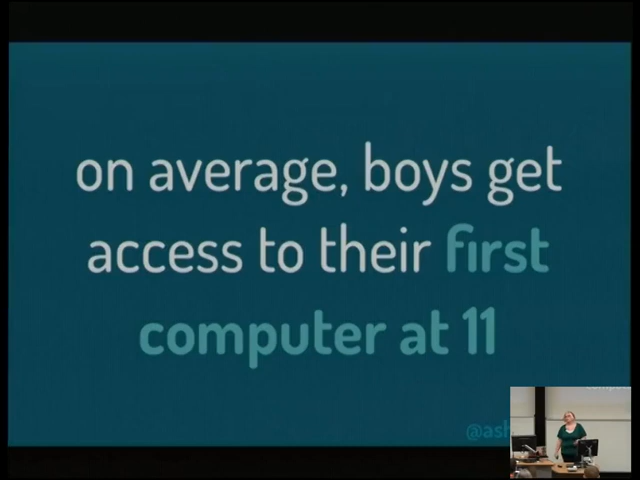 on average, boys get
access to their first
computer at 11